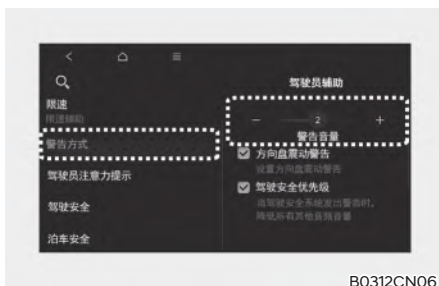 限速
限速辅助
警告方式
驾驶员注意力提示
驾驶安全
泊车安全
驾驶员辅助
- 2 +
警告音量
方向盘震动警告
设置方向盘震动警告
驾驶安全优先级
当驾驶安全系统发出警告时,
降低所有其他音频音量
B0312CN06